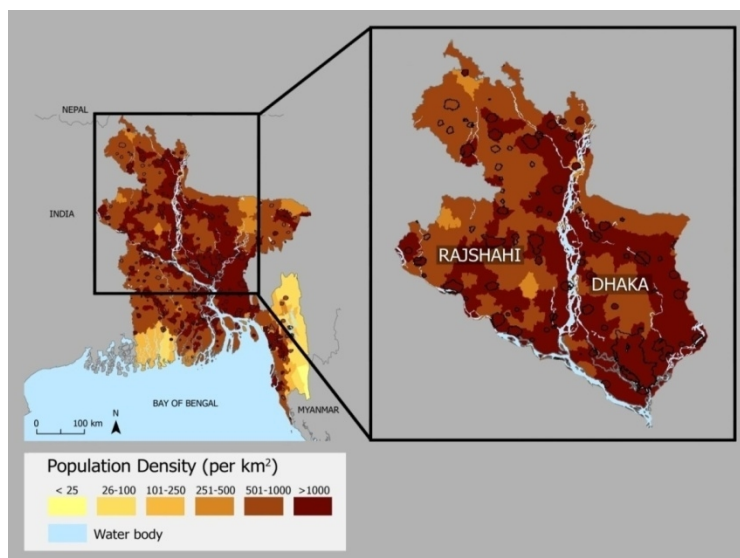 NEPAL
INDIA
BAY OF BENGAL
MYANMAR
0 100 km
N
RAJSHAHI
DHAKA
Population Density (per km²)
< 25 26-100 101-250 251-500 501-1000 >1000
Water body